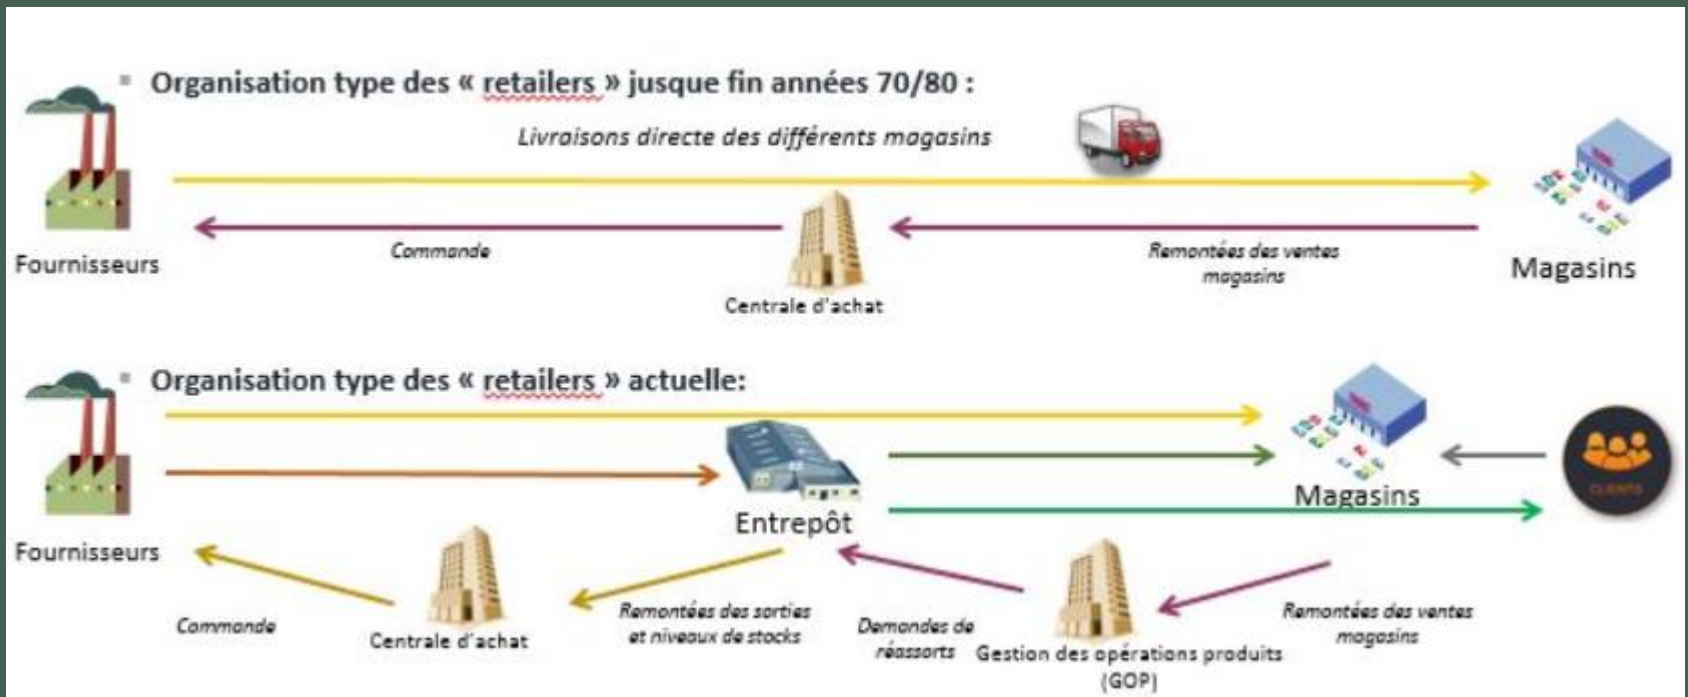 Organisation type des « retailers » jusque fin années 70/80 :
Livraisons directe des différents magasins
Fournisseurs
Commande
Centrale d'achat
Remontées des ventes
magasins
Magasins
Organisation type des « retailers » actuelle:
Fournisseurs
Entrepôt
Magasins
CLIENTS
Commande
Centrale d'achat
Remontées des sorties
et niveaux de stocks
Demandes de
réassorts
Gestion des opérations produits
(GOP)
Remontées des ventes
magasins